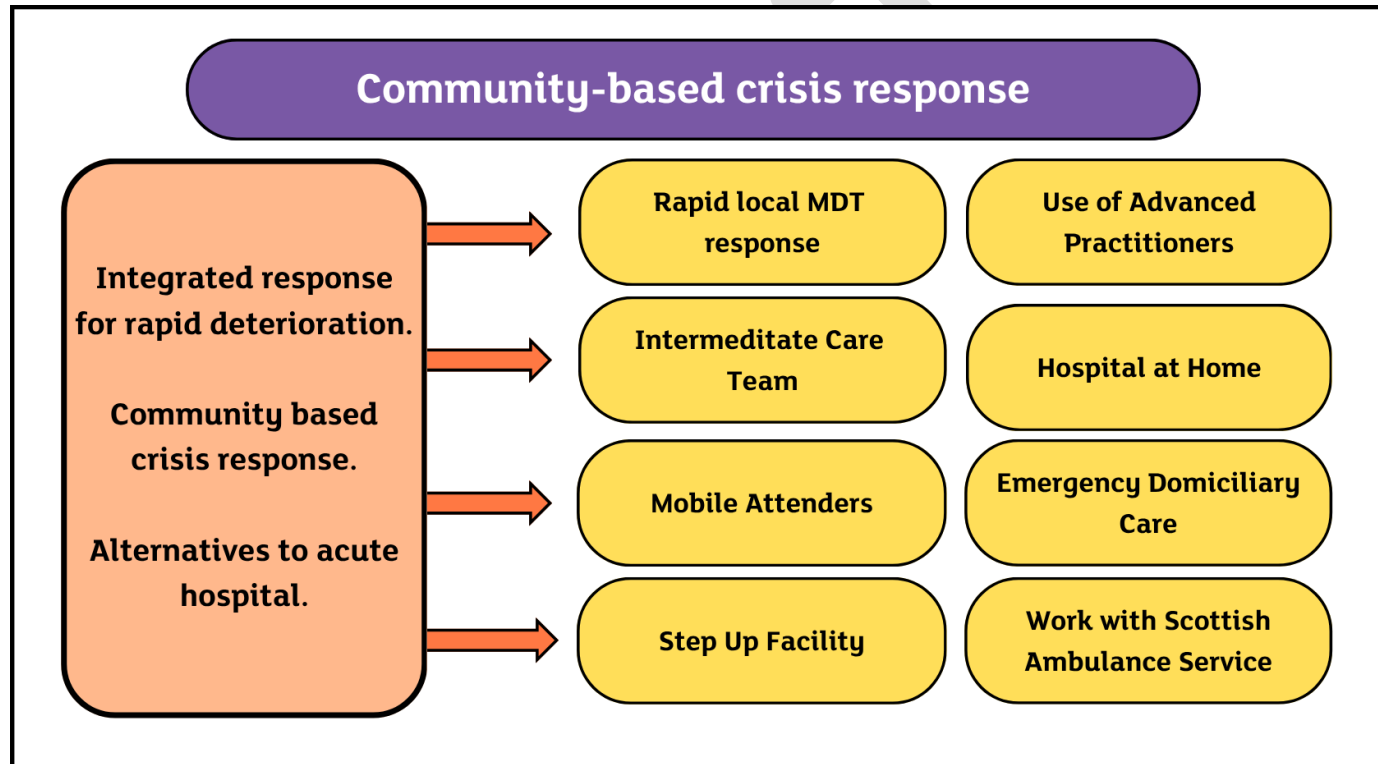 Community-based crisis response
Integrated response
for rapid deterioration.
Community based
crisis response.
Alternatives to acute
hospital.
Rapid local MDT
response
Use of Advanced
Practitioners
Intermeditate Care
Team
Hospital at Home
Mobile Attenders
Emergency Domiciliary
Care
Step Up Facility
Work with Scottish
Ambulance Service